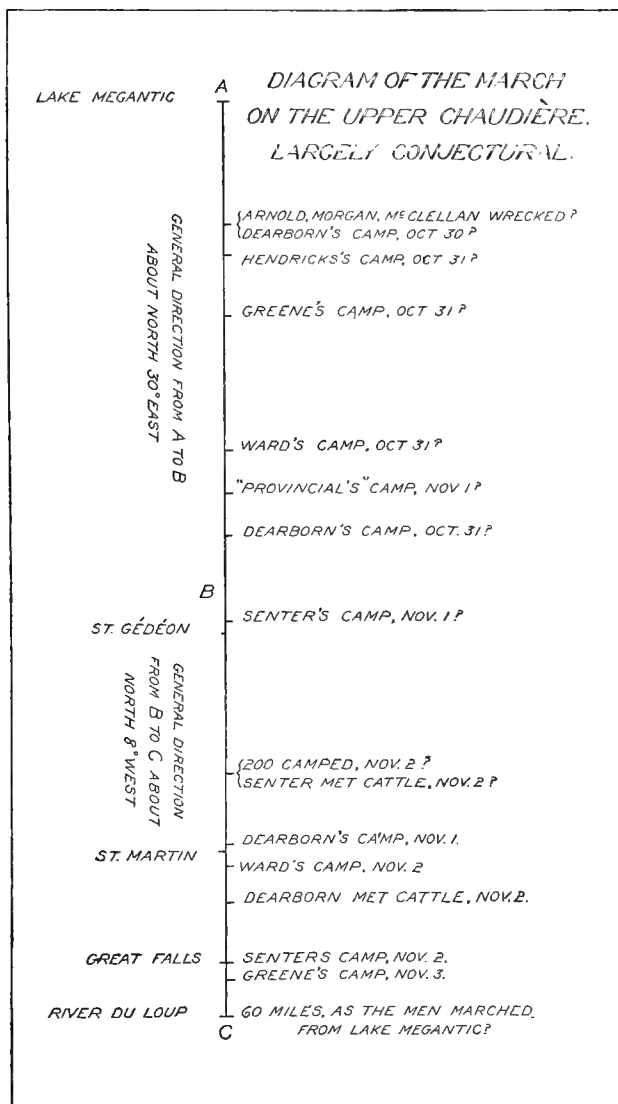 DIAGRAM OF THE MARCH
ON THE UPPER CHAUDIÈRE.
LARGELY CONJECTURAL.
A
LAKE MEGANTIC
GENERAL DIRECTION FROM A TO B
ABOUT NORTH 30° EAST
ARNOLD, MORGAN, McCLELLAN WRECKED?
DEARBORN'S CAMP, OCT 30?
HENDRICKS'S CAMP, OCT 31?
GREENE'S CAMP, OCT 31?
WARD'S CAMP, OCT 31?
"PROVINCIAL'S" CAMP, NOV 1?
DEARBORN'S CAMP, OCT. 31?
B
SENTER'S CAMP, NOV. 1?
ST. GÉDÉON
GENERAL DIRECTION
FROM B TO C ABOUT
NORTH 8° WEST
200 CAMPED, NOV. 2?
SENTER MET CATTLE, NOV. 2?
DEARBORN'S CAMP, NOV. 1.
ST. MARTIN
WARD'S CAMP, NOV. 2
DEARBORN MET CATTLE, NOV. 2.
GREAT FALLS
SENTERS CAMP, NOV. 2.
GREENE'S CAMP, NOV. 3.
RIVER DU LOUP
60 MILES, AS THE MEN MARCHED.
FROM LAKE MEGANTIC?
C